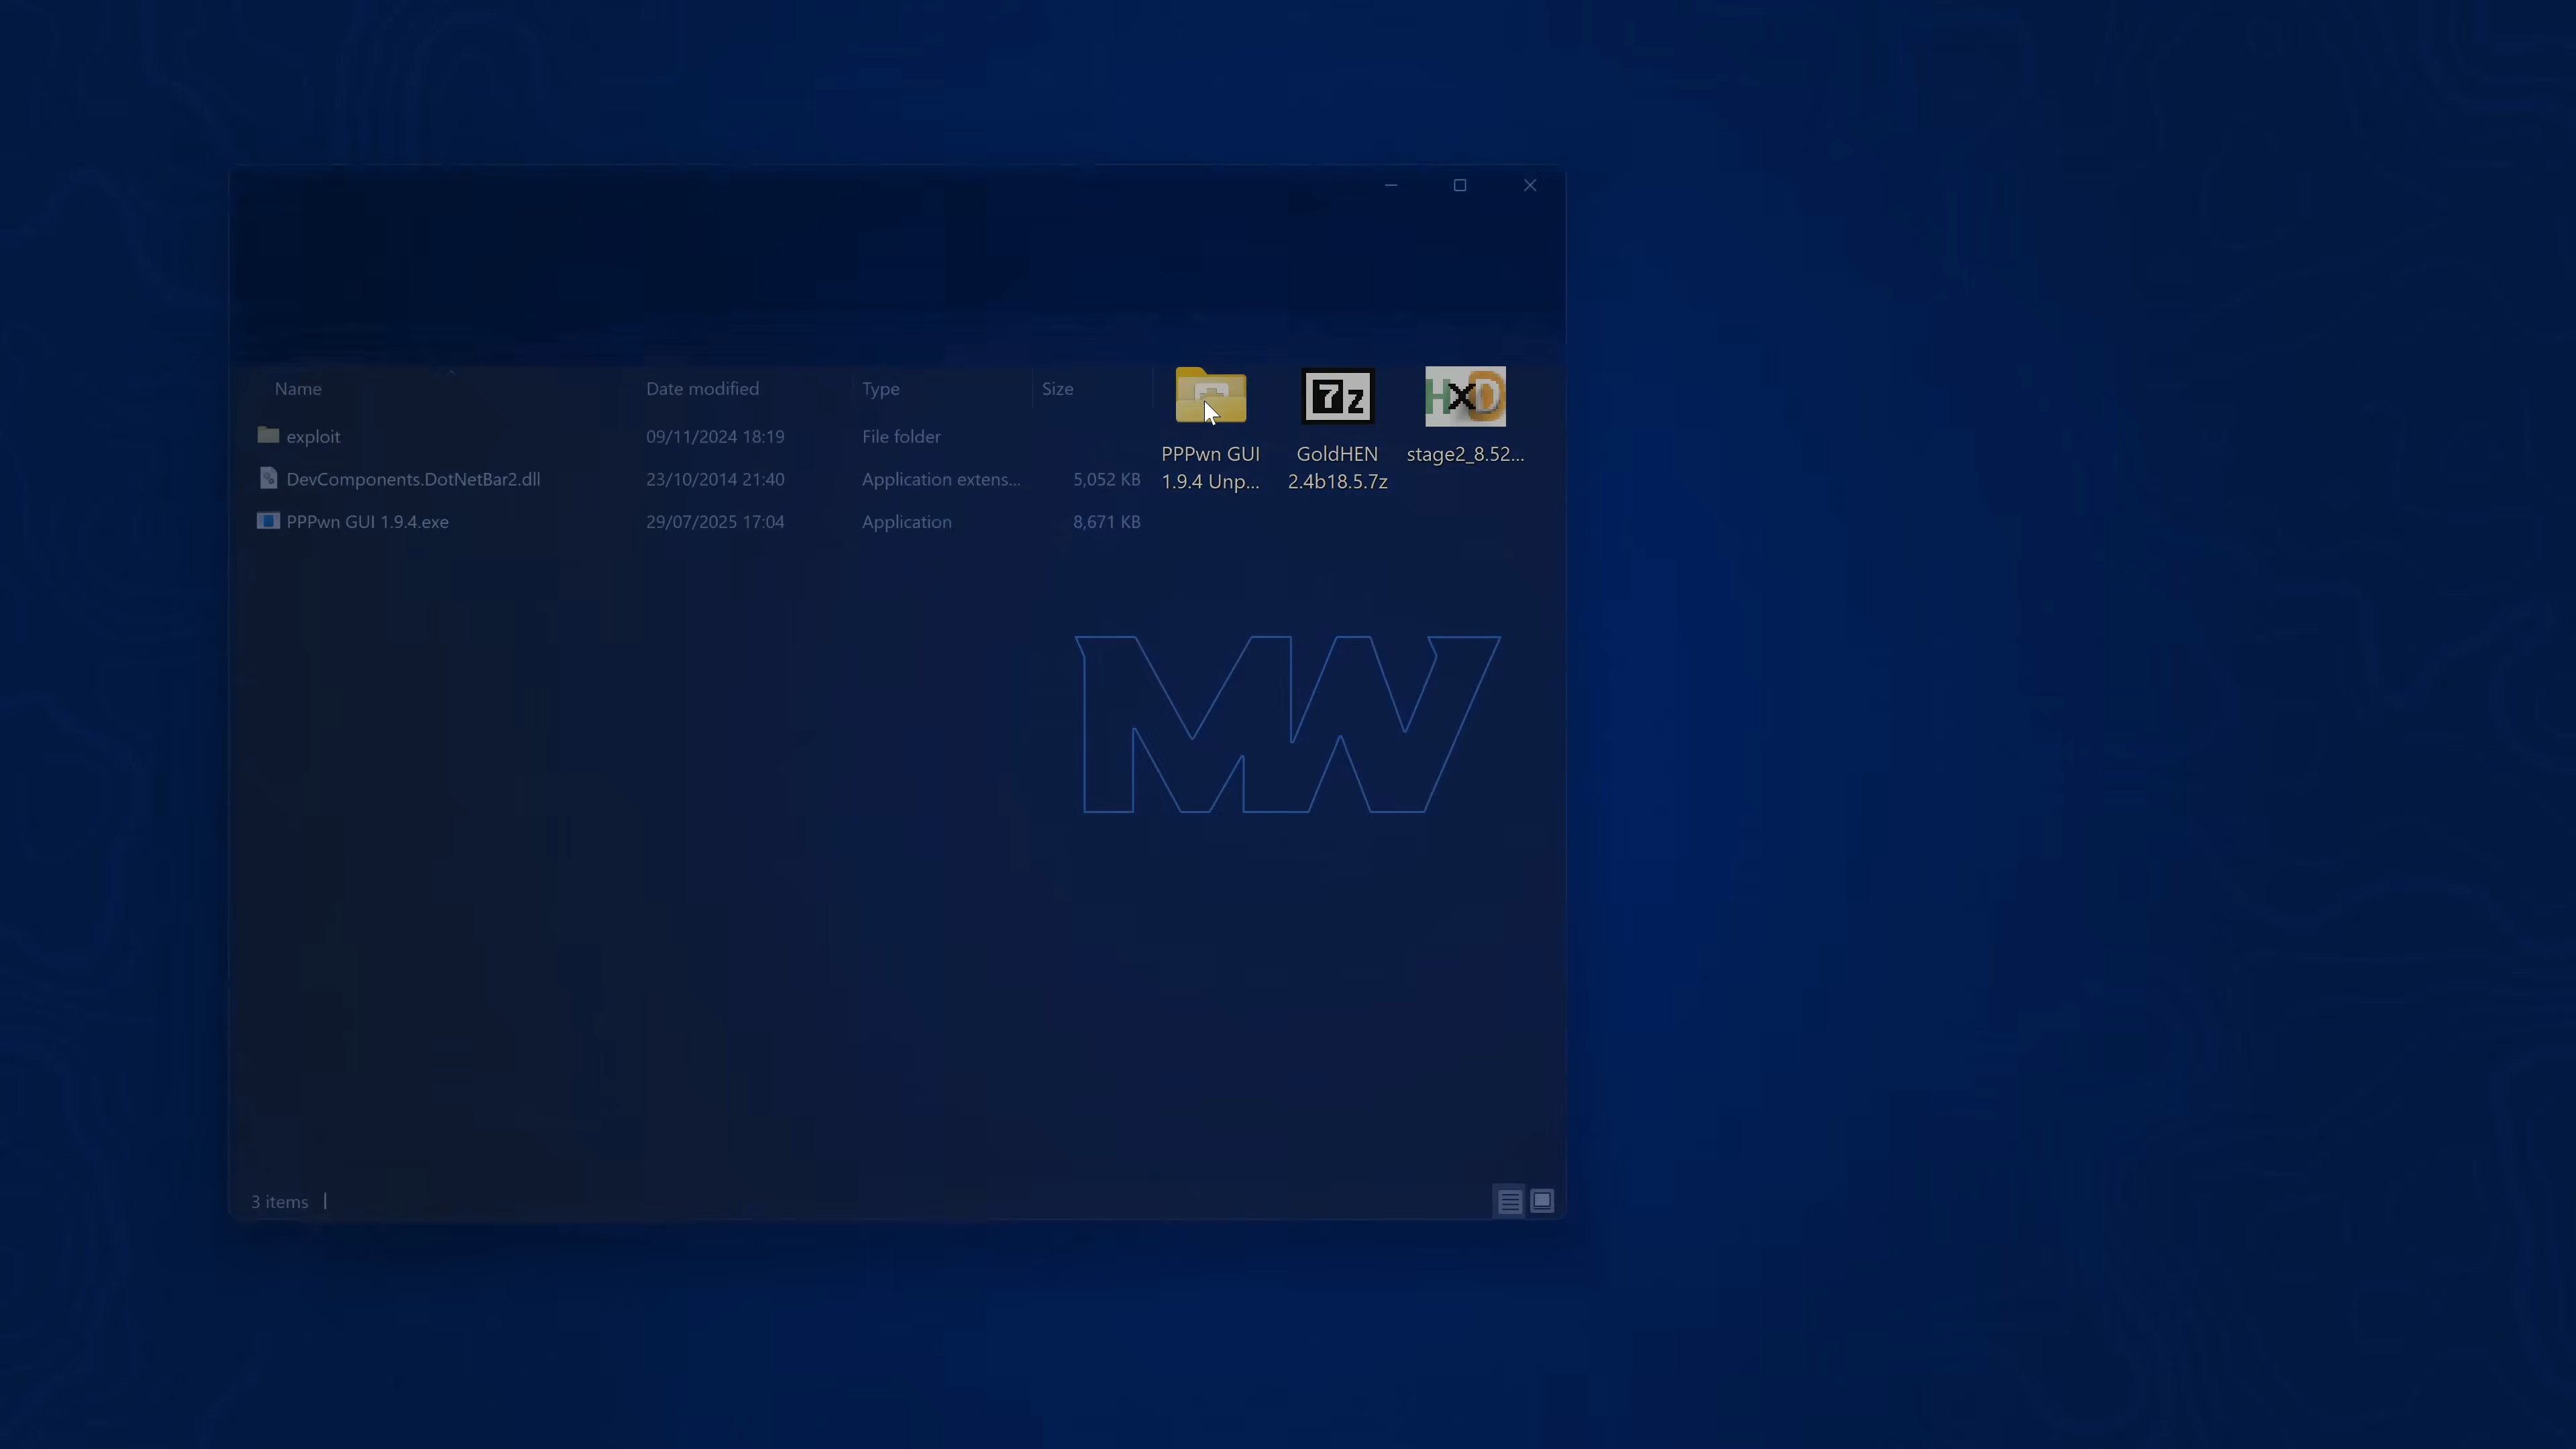 Name Date modified Type Size
exploit 09/11/2024 18:19 File folder
DevComponents.DotNetBar2.dll 23/10/2014 21:40 Application extens... 5,052 KB
PPPwn GUI 1.9.4.exe 29/07/2025 17:04 Application 8,671 KB
PPPwn GUI
1.9.4 Unp...
7z
GoldHEN
2.4b18.5.7z
HxD
stage2_8.52...
MW
3 items